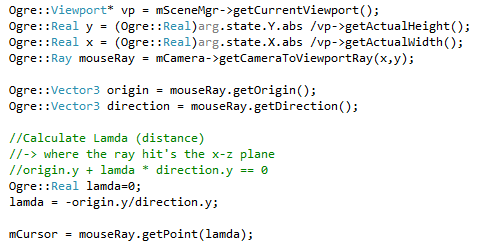 Ogre::Viewport* vp = mSceneMgr->getCurrentViewport();
Ogre::Real y = (Ogre::Real)arg.state.Y.abs /vp->getActualHeight();
Ogre::Real x = (Ogre::Real)arg.state.X.abs /vp->getActualWidth();
Ogre::Ray mouseRay = mCamera->getCameraToViewportRay(x,y);
Ogre::Vector3 origin = mouseRay.getOrigin();
Ogre::Vector3 direction = mouseRay.getDirection();
//Calculate Lamda (distance)
//-> where the ray hit's the x-z plane
//origin.y + lamda * direction.y == 0
Ogre::Real lamda=0;
lamda = -origin.y/direction.y;
mCursor = mouseRay.getPoint(lamda);